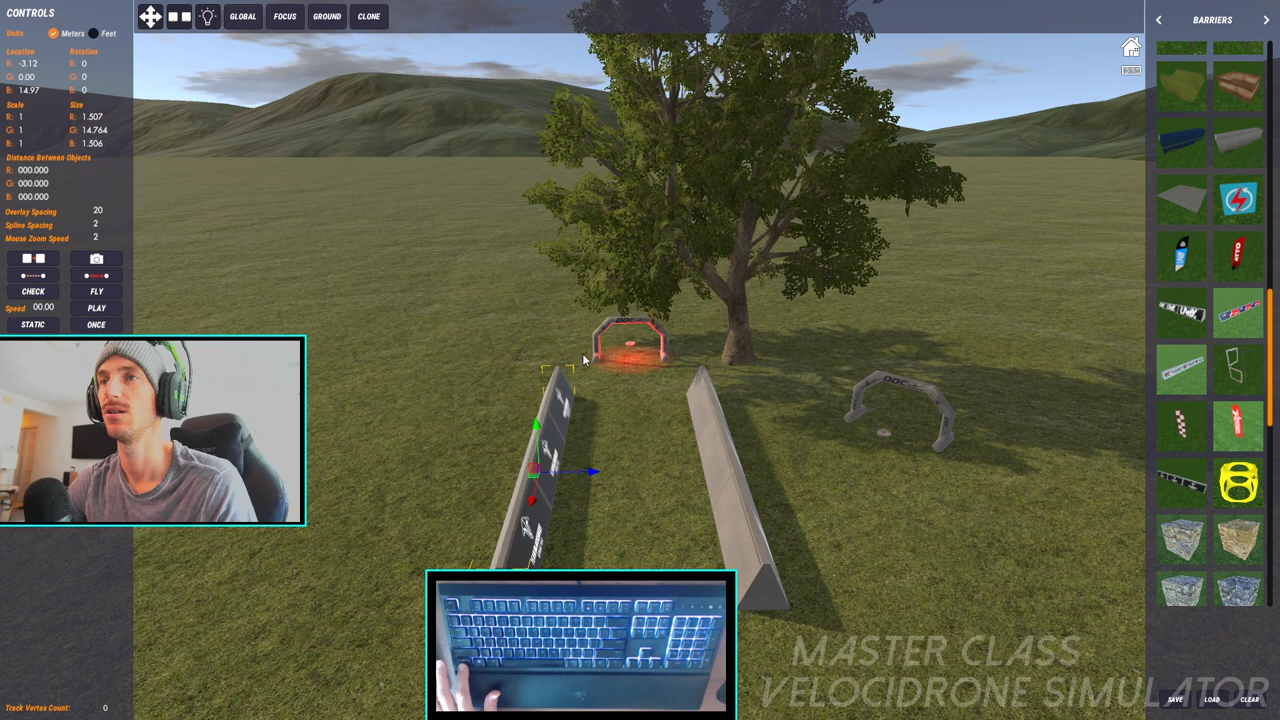 CONTROLS
Units Meters Feet
Location Rotation
R: -3.12 R: 0
G: 0.00 G: 0
B: 14.97 B: 0
Scale Size
R: 1 R: 1.507
G: 1 G: 14.764
B: 1 B: 1.506
Distance Between Objects
R: 000.000
G: 000.000
B: 000.000
Overlay Spacing 20
Spline Spacing 2
Mouse Zoom Speed 2
CHECK FLY
Speed 00.00 PLAY
STATIC ONCE
Track Vertex Count: 0
GLOBAL FOCUS GROUND CLONE
BARRIERS
ATTO
MASTER CLASS
VELOCIDRONE SIMULATOR
SAVE LOAD CLEAR